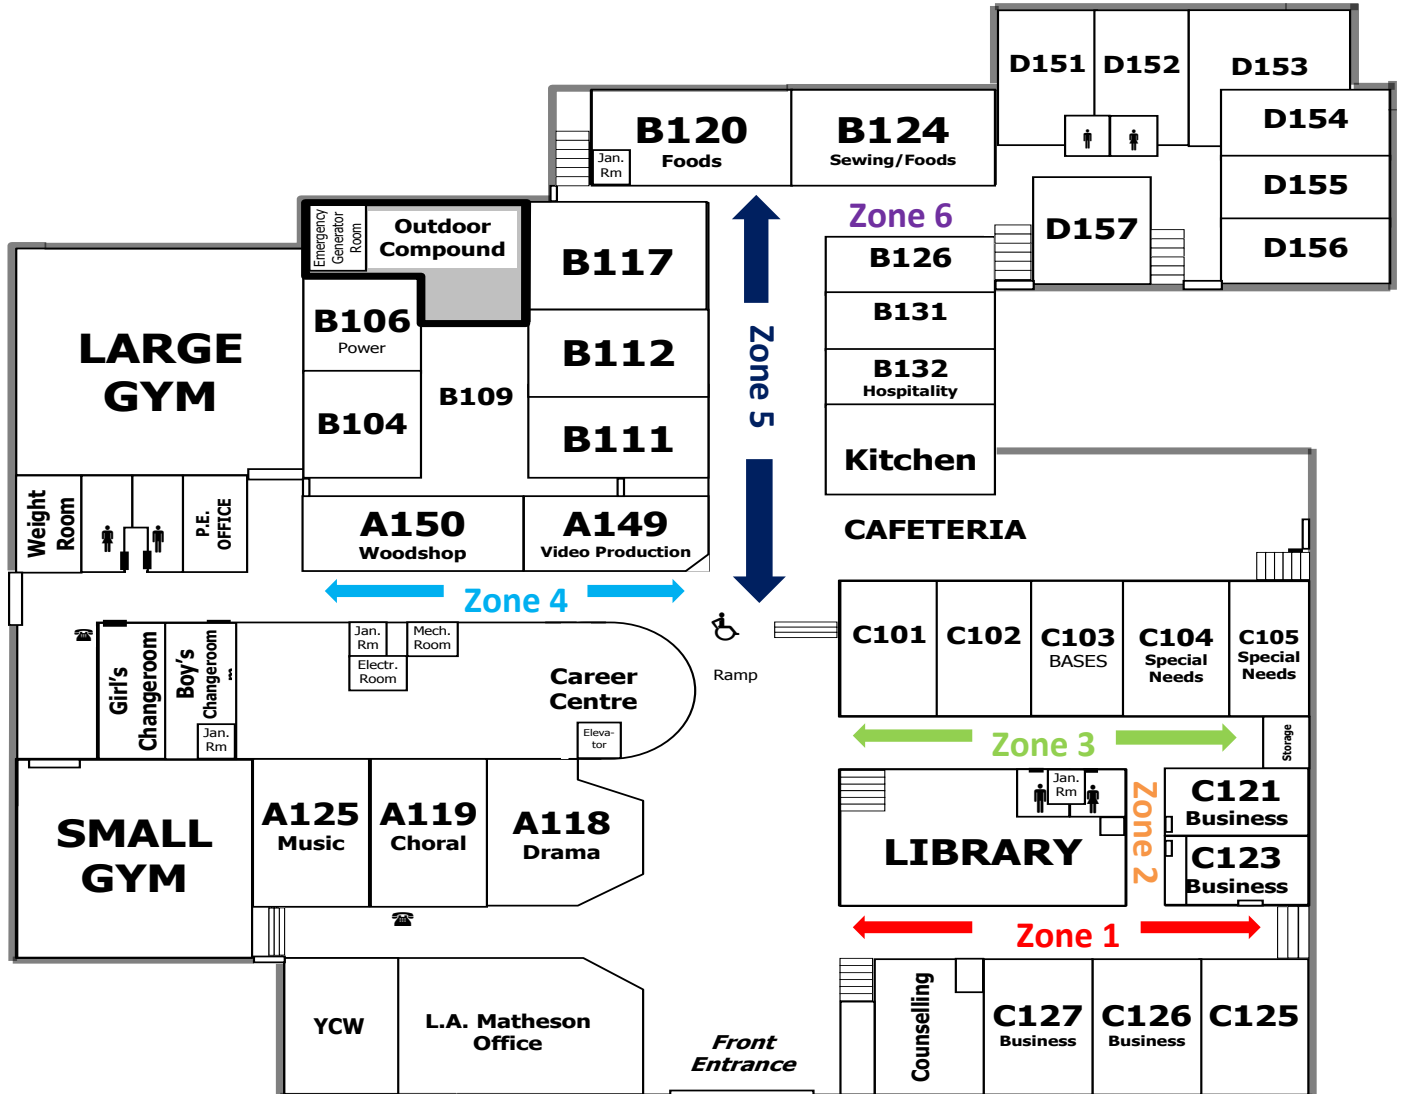 D151
D152
D153
D154
D155
D156
D157
B120
Foods
Jan.
Rm
B124
Sewing/Foods
Zone 6
Emergency
Generator
Room
Outdoor
Compound
B117
B126
B131
B132
Hospitality
Kitchen
LARGE
GYM
B106
Power
B104
B109
B112
B111
Zone 5
Weight
Room
P.E.
OFFICE
A150
Woodshop
A149
Video Production
CAFETERIA
Zone 4
Girl's
Changeroom
Boy's
Changeroom
Jan.
Rm
Jan.
Rm
Mech.
Room
Electr.
Room
Career
Centre
Eleva-
tor
Ramp
C101
C102
C103
BASES
C104
Special
Needs
C105
Special
Needs
Zone 3
Storage
SMALL
GYM
A125
Music
A119
Choral
A118
Drama
Jan.
Rm
LIBRARY
Zone 2
C121
Business
C123
Business
Zone 1
YCW
L.A. Matheson
Office
Front
Entrance
Counselling
C127
Business
C126
Business
C125